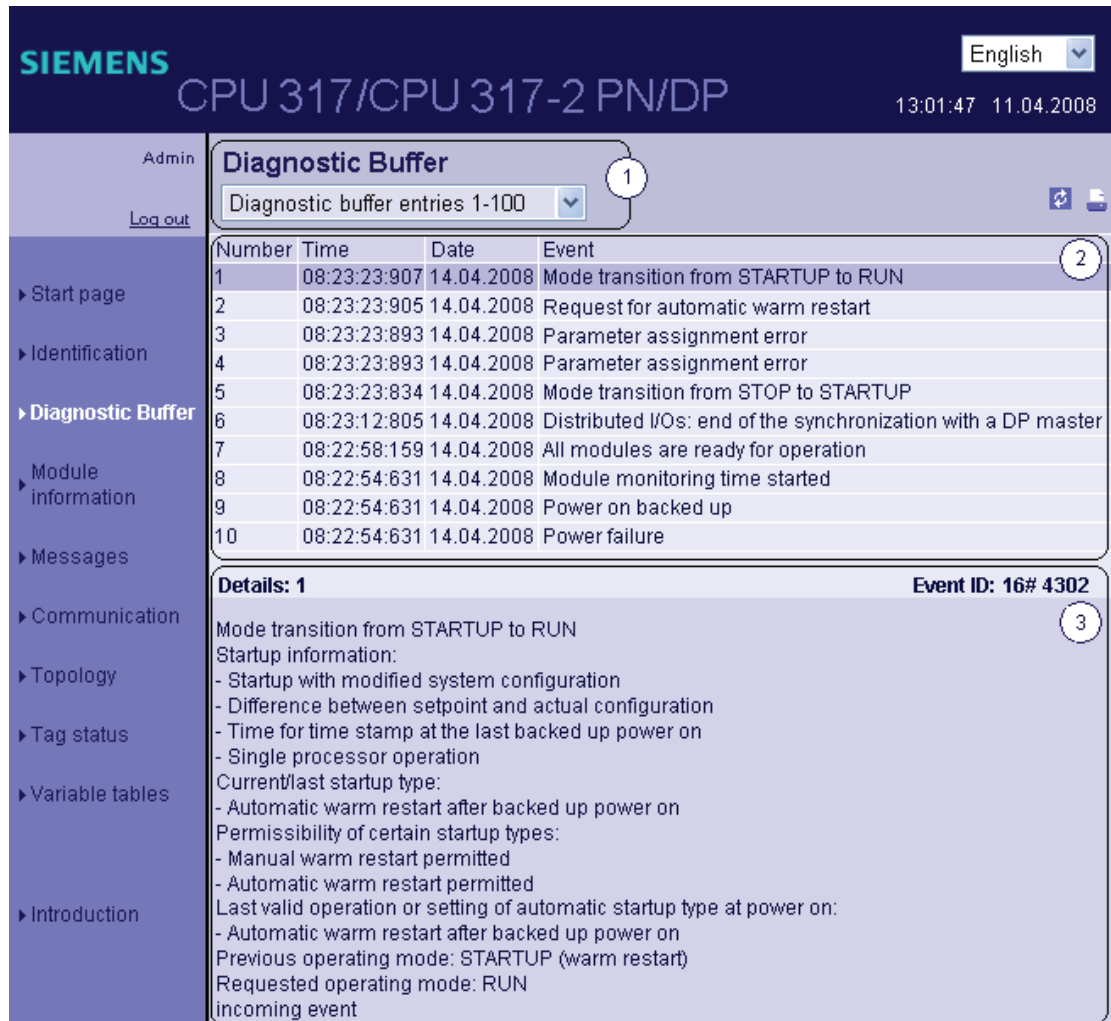 SIEMENS
English
CPU 317/CPU 317-2 PN/DP
13:01:47 11.04.2008
Admin
Log out
Start page
Identification
Diagnostic Buffer
Module
information
Messages
Communication
Topology
Tag status
Variable tables
Introduction
Diagnostic Buffer
Diagnostic buffer entries 1-100
1
Number Time Date Event
2
1 08:23:23:907 14.04.2008 Mode transition from STARTUP to RUN
2 08:23:23:905 14.04.2008 Request for automatic warm restart
3 08:23:23:893 14.04.2008 Parameter assignment error
4 08:23:23:893 14.04.2008 Parameter assignment error
5 08:23:23:834 14.04.2008 Mode transition from STOP to STARTUP
6 08:23:12:805 14.04.2008 Distributed I/Os: end of the synchronization with a DP master
7 08:22:58:159 14.04.2008 All modules are ready for operation
8 08:22:54:631 14.04.2008 Module monitoring time started
9 08:22:54:631 14.04.2008 Power on backed up
10 08:22:54:631 14.04.2008 Power failure
Details: 1 Event ID: 16# 4302
3
Mode transition from STARTUP to RUN
Startup information:
- Startup with modified system configuration
- Difference between setpoint and actual configuration
- Time for time stamp at the last backed up power on
- Single processor operation
Current/last startup type:
- Automatic warm restart after backed up power on
Permissibility of certain startup types:
- Manual warm restart permitted
- Automatic warm restart permitted
Last valid operation or setting of automatic startup type at power on:
- Automatic warm restart after backed up power on
Previous operating mode: STARTUP (warm restart)
Requested operating mode: RUN
incoming event